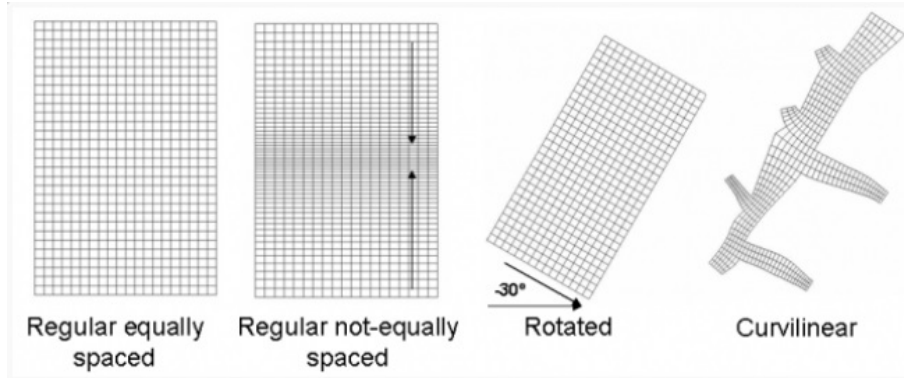 -30°
Regular equally
spaced
Regular not-equally
spaced
Rotated
Curvilinear